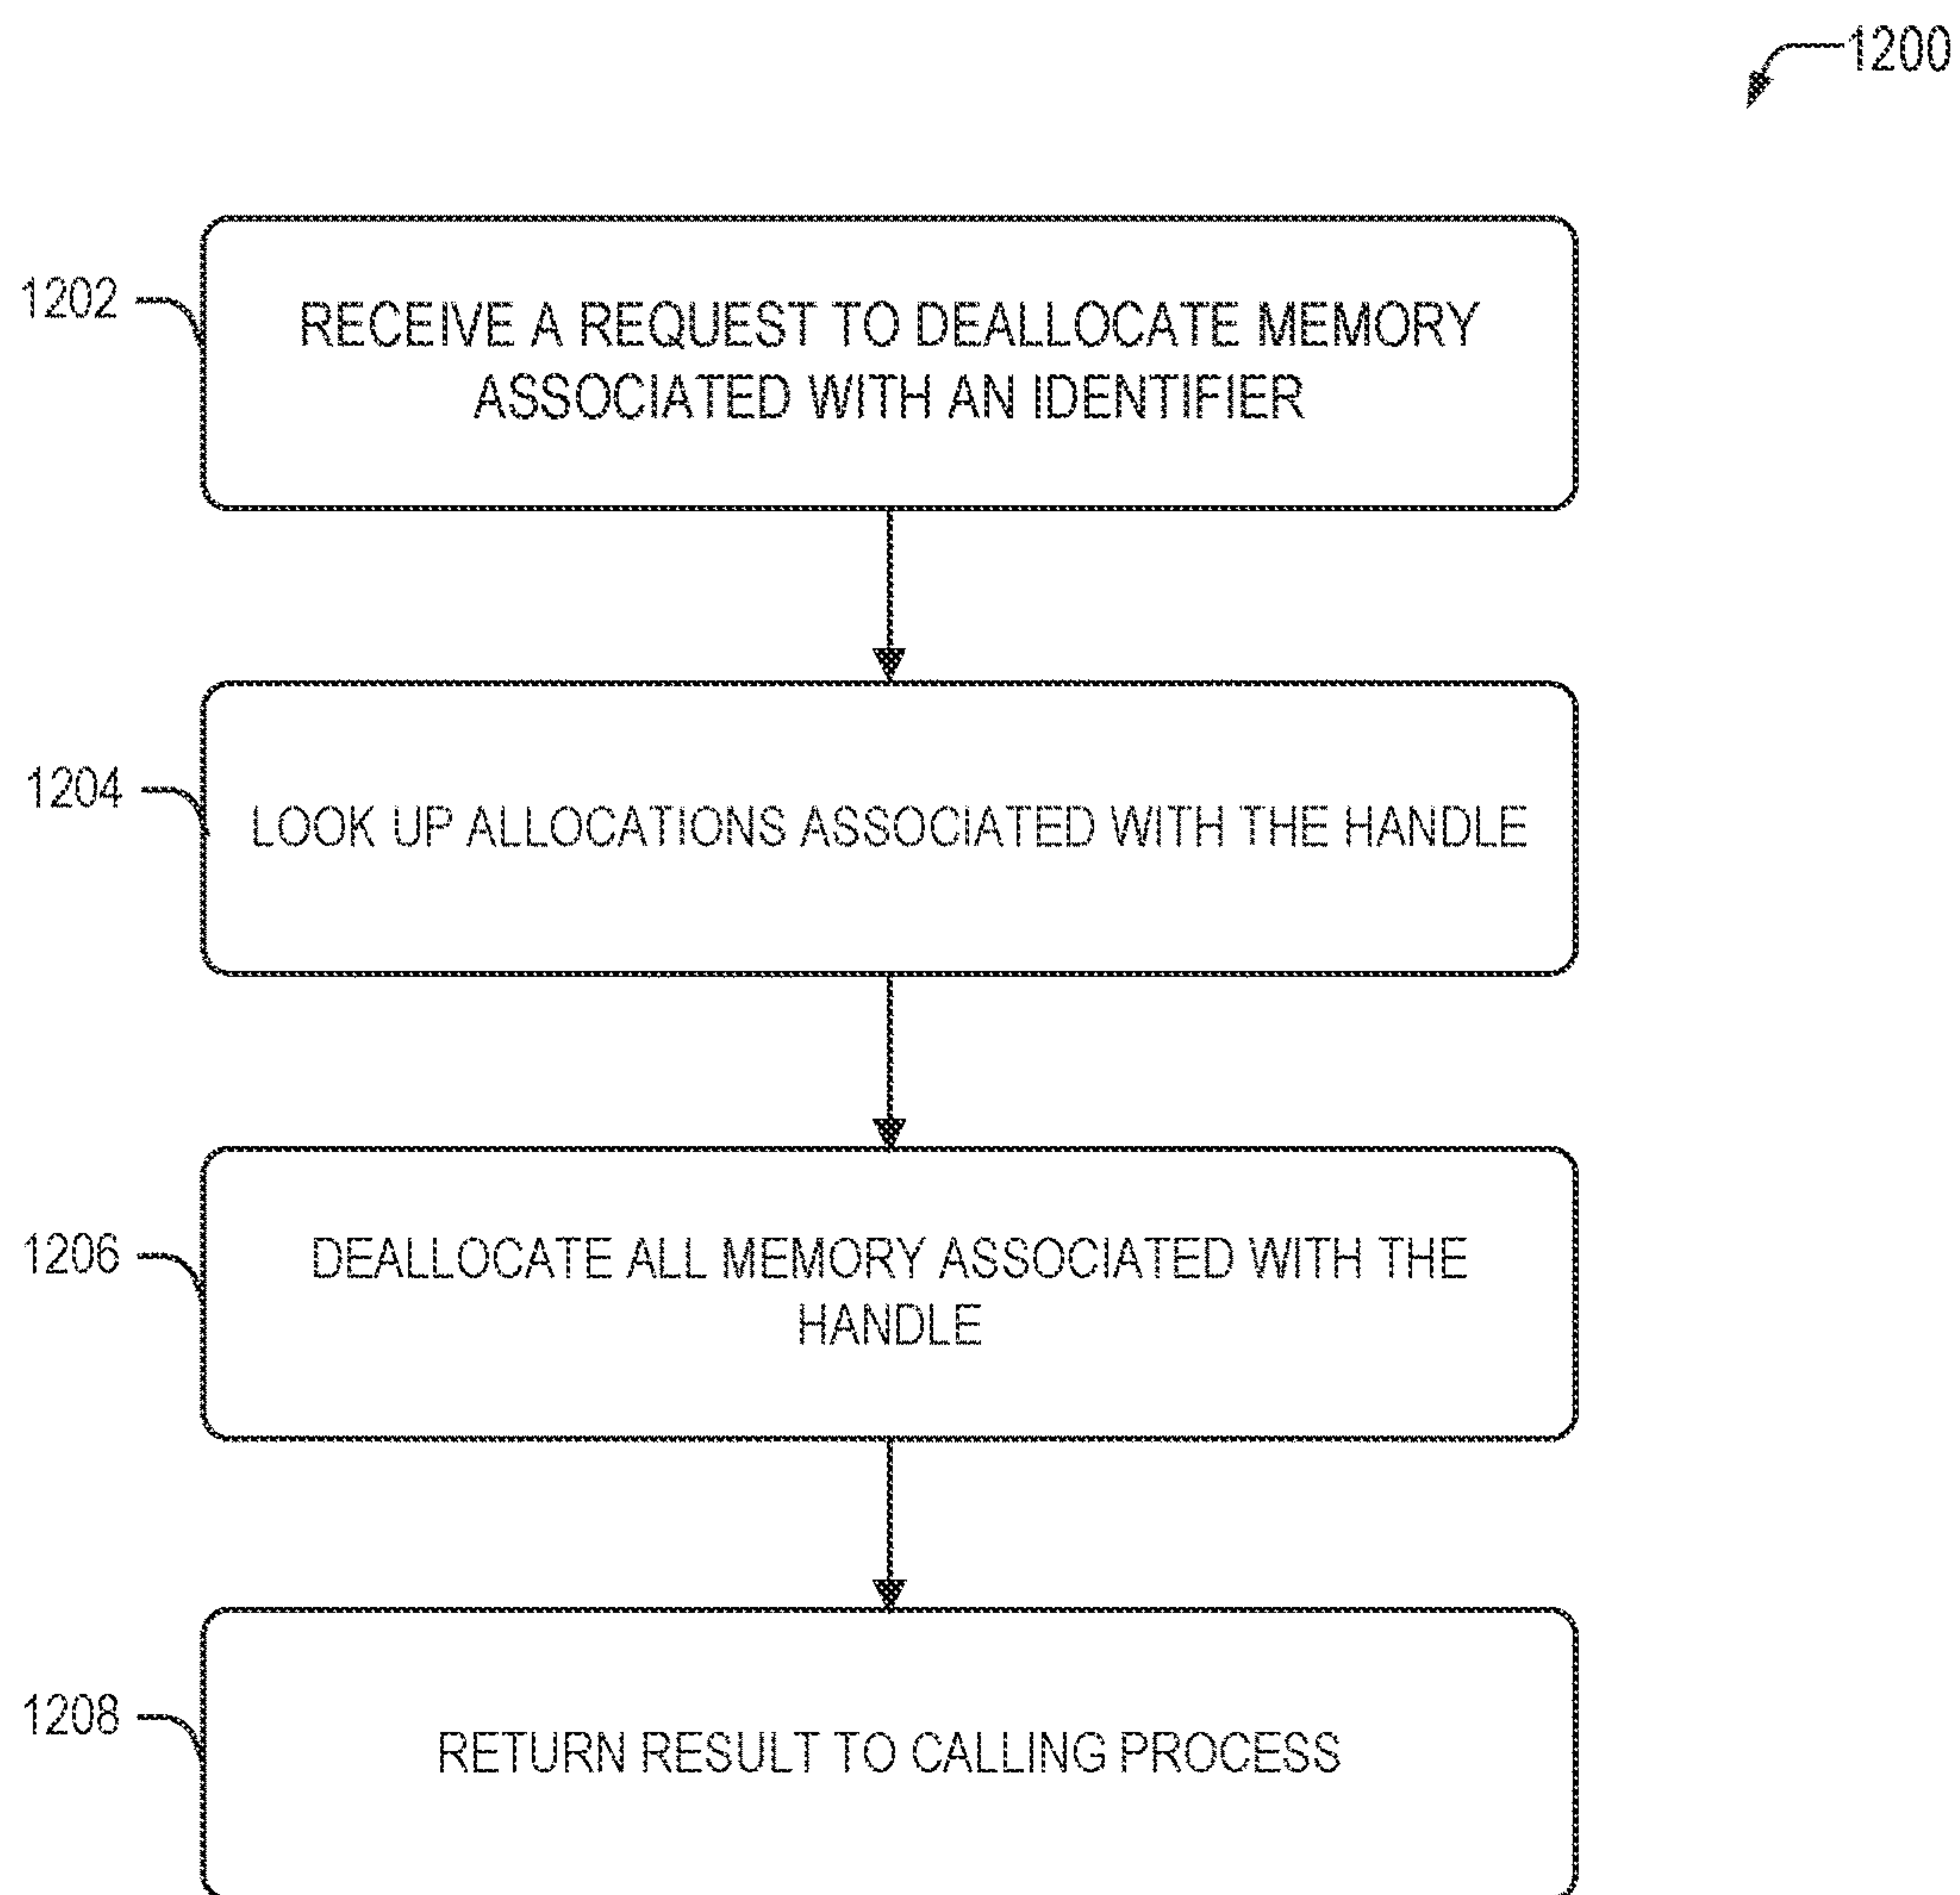 1200
1202
RECEIVE A REQUEST TO DEALLOCATE MEMORY
ASSOCIATED WITH AN IDENTIFIER
1204
LOOK UP ALLOCATIONS ASSOCIATED WITH THE HANDLE
1206
DEALLOCATE ALL MEMORY ASSOCIATED WITH THE
HANDLE
1208
RETURN RESULT TO CALLING PROCESS